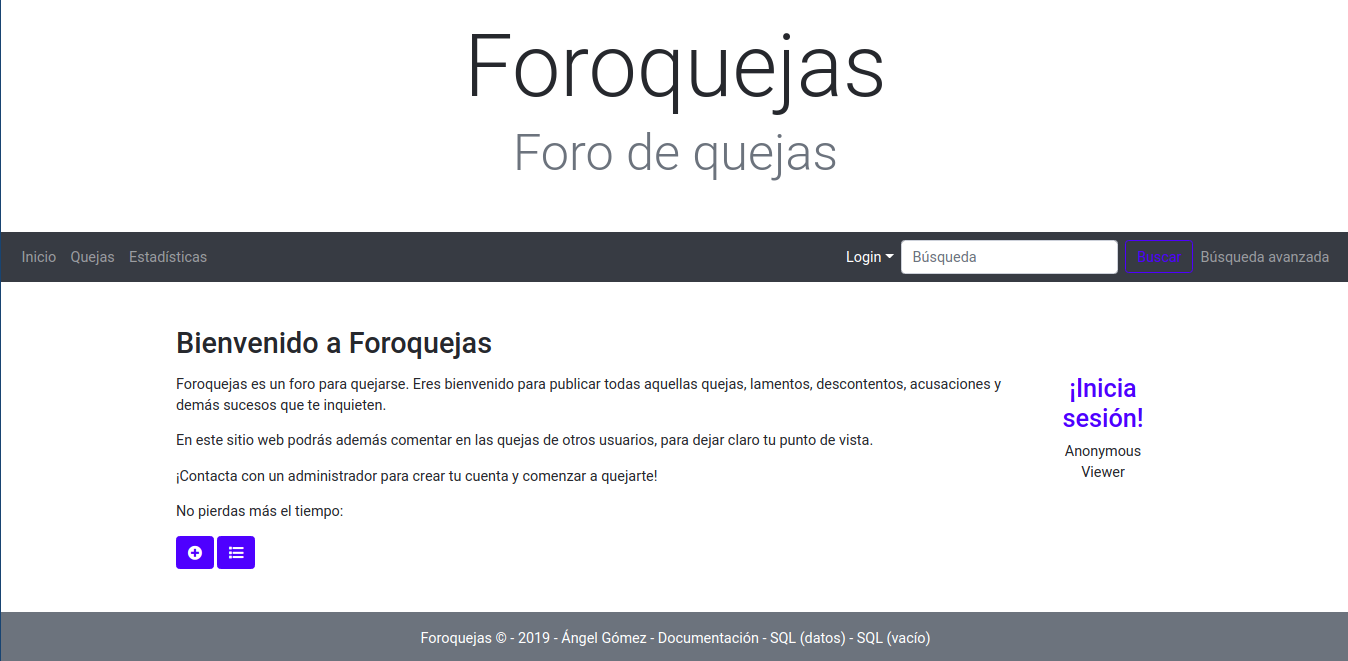 Foroquejas
Foro de quejas
Inicio Quejas Estadísticas Login Búsqueda Buscar Búsqueda avanzada
Bienvenido a Foroquejas
Foroquejas es un foro para quejarse. Eres bienvenido para publicar todas aquellas quejas, lamentos, descontentos, acusaciones y
demás sucesos que te inquieten.
En este sitio web podrás además comentar en las quejas de otros usuarios, para dejar claro tu punto de vista.
¡Contacta con un administrador para crear tu cuenta y comenzar a quejarte!
No pierdas más el tiempo:
¡Inicia
sesión!
Anonymous
Viewer
Foroquejas © - 2019 - Ángel Gómez - Documentación - SQL (datos) - SQL (vacío)